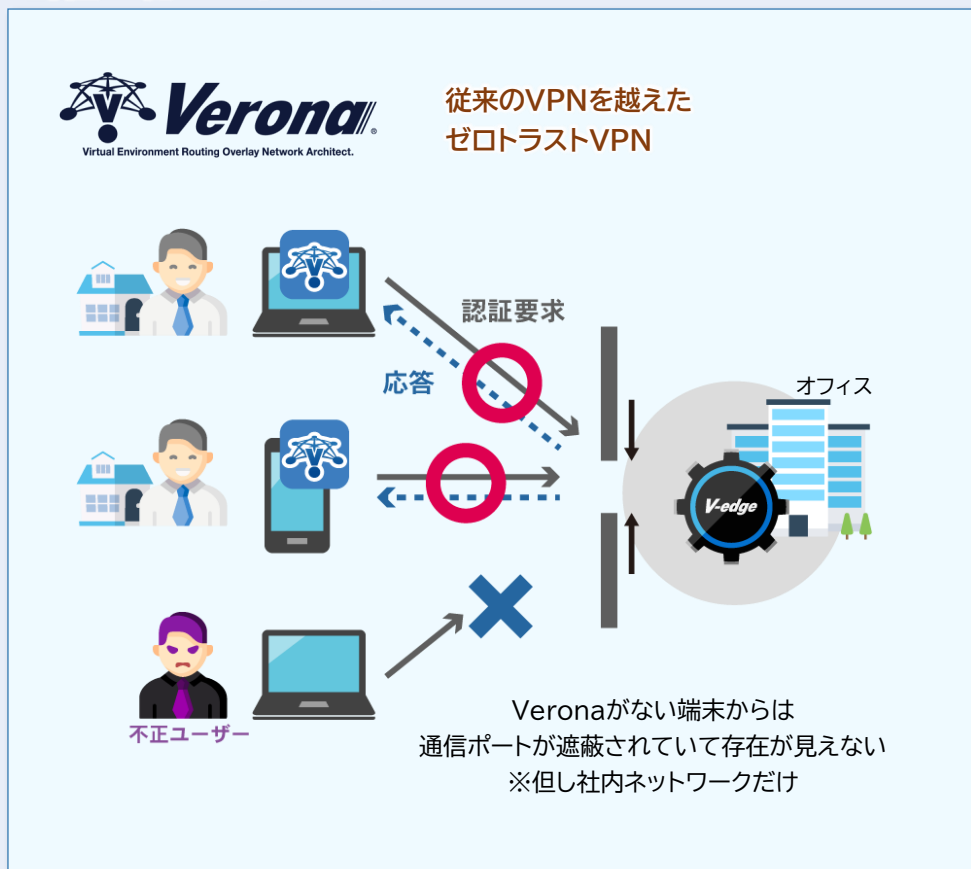 Verona
Virtual Environment Routing Overlay Network Architect.
従来のVPNを越えた
ゼロトラストVPN
認証要求
応答
オフィス
V-edge
不正ユーザー
Veronaがない端末からは
通信ポートが遮蔽されていて存在が見えない
※但し社内ネットワークだけ